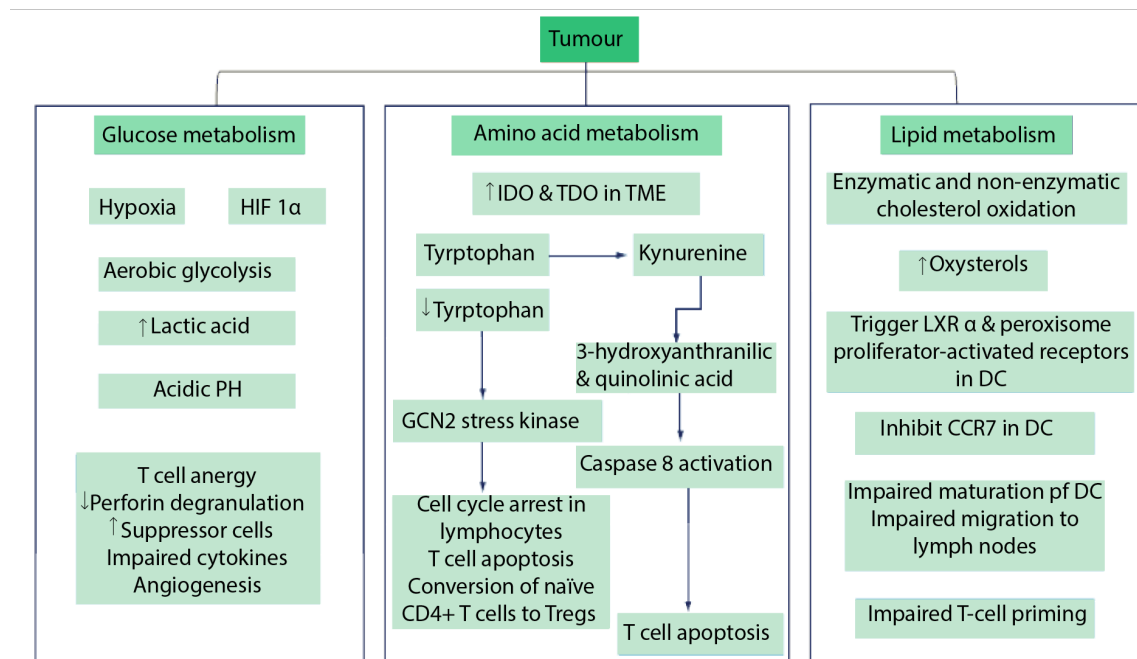 Tumour
Glucose metabolism
Hypoxia
HIF 1α
Aerobic glycolysis
↑Lactic acid
Acidic PH
T cell anergy
↓Perforin degranulation
↑Suppressor cells
Impaired cytokines
Angiogenesis
Amino acid metabolism
↑IDO & TDO in TME
Tyrptophan
Kynurenine
↓Tyrptophan
3-hydroxyanthranilic
& quinolinic acid
GCN2 stress kinase
Caspase 8 activation
Cell cycle arrest in
lymphocytes
T cell apoptosis
Conversion of naïve
CD4+ T cells to Tregs
T cell apoptosis
Lipid metabolism
Enzymatic and non-enzymatic
cholesterol oxidation
↑Oxysterols
Trigger LXR α & peroxisome
proliferator-activated receptors
in DC
Inhibit CCR7 in DC
Impaired maturation pf DC
Impaired migration to
lymph nodes
Impaired T-cell priming